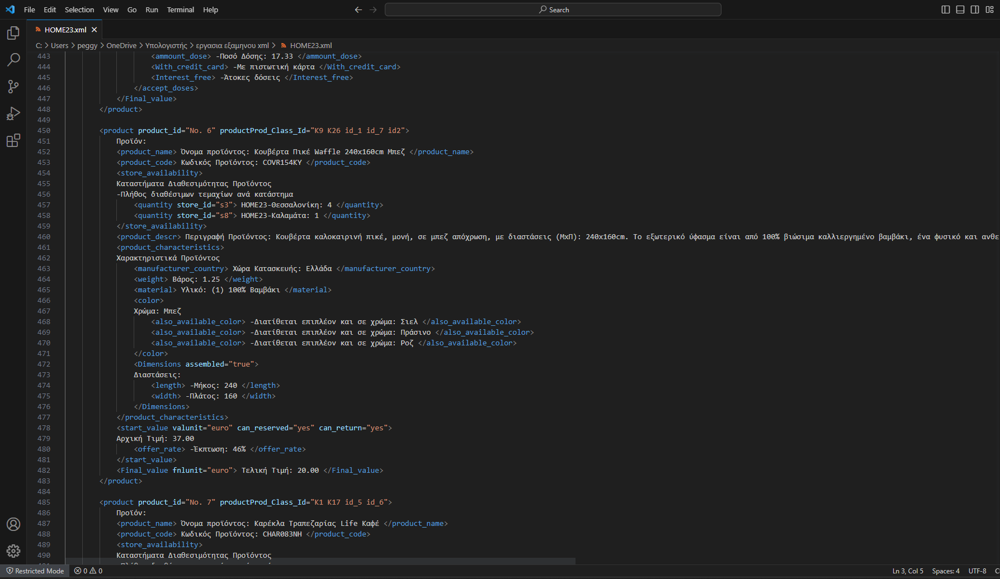 File Edit Selection View Go Run Terminal Help
Search
HOME23.xml
C: > Users > peggy > OneDrive > Υπολογιστής > εργασια εξαμηνου xml > HOME23.xml
443 <ammount_dose> -Ποσό Δόσης: 17.33 </ammount_dose>
444 <With_credit_card> -Με πιστωτική κάρτα </With_credit_card>
445 <Interest_free> -Άτοκες δόσεις </Interest_free>
446 </accept_doses>
447 </Final_value>
448 </product>
449
450 <product product_id="No. 6" productProd_Class_Id="K9 K26 id_1 id_7 id2">
451 Προϊόν:
452 <product_name> Όνομα προϊόντος: Κουβέρτα Πικέ Waffle 240x160cm Μπεζ </product_name>
453 <product_code> Κωδικός Προϊόντος: COVR154KY </product_code>
454 <store_availability>
455 Καταστήματα Διαθεσιμότητας Προϊόντος
456 -Πλήθος διαθέσιμων τεμαχίων ανά κατάστημα
457 <quantity store_id="s3"> HOME23-Θεσσαλονίκη: 4 </quantity>
458 <quantity store_id="s8"> HOME23-Καλαμάτα: 1 </quantity>
459 </store_availability>
460 <product_descr> Περιγραφή Προϊόντος: Κουβέρτα καλοκαιρινή πικέ, μονή, σε μπεζ απόχρωση, με διαστάσεις (ΜxΠ): 240x160cm. Το εξωτερικό ύφασμα είναι από 100% βιώσιμα καλλιεργημένο βαμβάκι, ένα φυσικό και ανθε
461 <product_characteristics>
462 Χαρακτηριστικά Προϊόντος
463 <manufacturer_country> Χώρα Κατασκευής: Ελλάδα </manufacturer_country>
464 <weight> Βάρος: 1.25 </weight>
465 <material> Υλικό: (1) 100% Βαμβάκι </material>
466 <color>
467 Χρώμα: Μπεζ
468 <also_available_color> -Διατίθεται επιπλέον και σε χρώμα: Σιελ </also_available_color>
469 <also_available_color> -Διατίθεται επιπλέον και σε χρώμα: Πράσινο </also_available_color>
470 <also_available_color> -Διατίθεται επιπλέον και σε χρώμα: Ροζ </also_available_color>
471 </color>
472 <Dimensions assembled="true">
473 Διαστάσεις:
474 <length> -Μήκος: 240 </length>
475 <width> -Πλάτος: 160 </width>
476 </Dimensions>
477 </product_characteristics>
478 <start_value valunit="euro" can_reserved="yes" can_return="yes">
479 Αρχική Τιμή: 37.00
480 <offer_rate> -Έκπτωση: 46% </offer_rate>
481 </start_value>
482 <Final_value fnlunit="euro"> Τελική Τιμή: 20.00 </Final_value>
483 </product>
484
485 <product product_id="No. 7" productProd_Class_Id="K1 K17 id_5 id_6">
486 Προϊόν:
487 <product_name> Όνομα προϊόντος: Καρέκλα Τραπεζαρίας Life Καφέ </product_name>
488 <product_code> Κωδικός Προϊόντος: CHAR083NH </product_code>
489 <store_availability>
490 Καταστήματα Διαθεσιμότητας Προϊόντος
Restricted Mode 0 0 Ln 3, Col 5 Spaces: 4 UTF-8 C